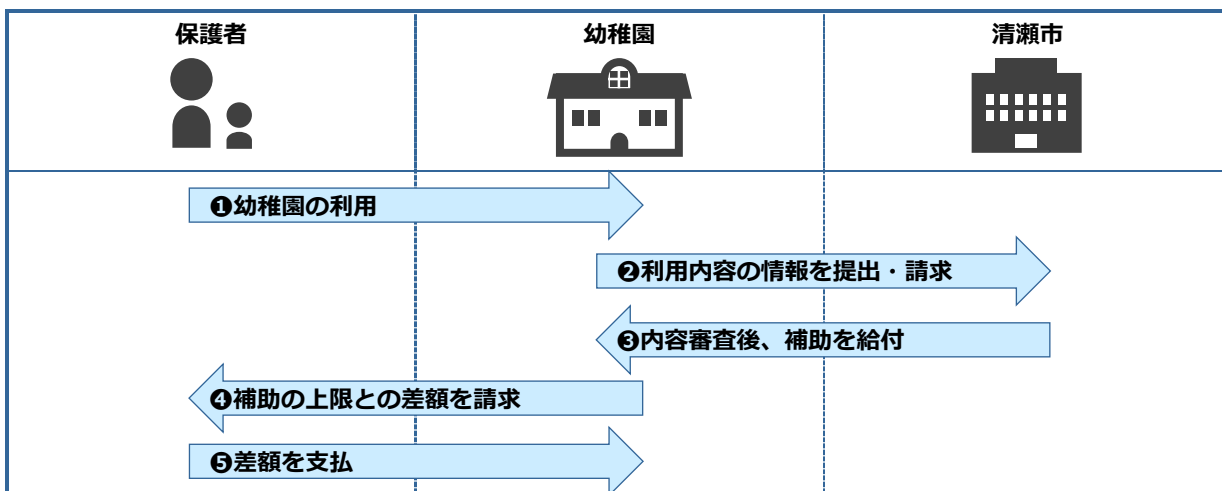 保護者
幼稚園
清瀬市
❶幼稚園の利用
❷利用内容の情報を提出・請求
❸内容審査後、補助を給付
❹補助の上限との差額を請求
❺差額を支払